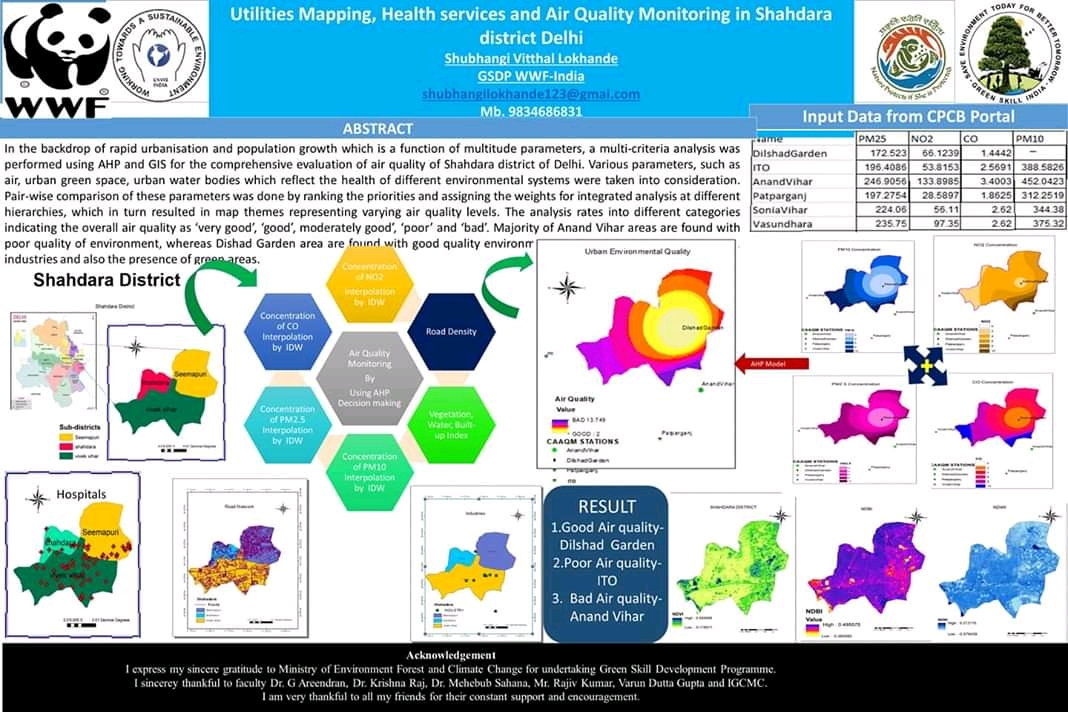 Utilities Mapping, Health services and Air Quality Monitoring in Shahdara
district Delhi
Shubhangi Vitthal Lokhande
GSDP WWF-India
shubhangilokhande123@gmai.com
Mb. 9834686831
WWF
WORKING TOWARDS A SUSTAINABLE ENVIRONMENT
ENVIS
INDIA
SAVE ENVIRONMENT TODAY FOR BETTER TOMORROW
GREEN SKILL INDIA
Input Data from CPCB Portal
Name PM25 NO2 CO PM10
DilshadGarden 172.523 66.1239 1.4442 –
ITO 196.4086 53.8153 2.5691 388.5826
AnandVihar 246.9056 133.8985 3.4003 452.0423
Patparganj 197.2754 28.5897 1.8625 312.2519
SoniaVihar 224.06 56.11 2.62 344.38
Vasundhara 235.75 97.35 2.62 375.32
ABSTRACT
In the backdrop of rapid urbanisation and population growth which is a function of multitude parameters, a multi-criteria analysis was
performed using AHP and GIS for the comprehensive evaluation of air quality of Shahdara district of Delhi. Various parameters, such as
air, urban green space, urban water bodies which reflect the health of different environmental systems were taken into consideration.
Pair-wise comparison of these parameters was done by ranking the priorities and assigning the weights for integrated analysis at different
hierarchies, which in turn resulted in map themes representing varying air quality levels. The analysis rates into different categories
indicating the overall air quality as 'very good', 'good', moderately good', 'poor' and 'bad'. Majority of Anand Vihar areas are found with
poor quality of environment, whereas Dishad Garden area are found with good quality environm
industries and also the presence of green areas.
Shahdara District
Shahdara District
DELHI
Seemapuri
shahdara
vivek vihar
Sub-districts
Seemapuri
shahdara
vivek vihar
Concentration
of NO2
Interpolation
by IDW
Concentration
of CO
Interpolation
by IDW
Road Density
Air Quality
Monitoring
By
Using AHP
Decision making
Concentration
of PM2.5
Interpolation
by IDW
Vegetation,
Water, Built-
up Index
Concentration
of PM10
Interpolation
by IDW
Urban Environmental Quality
Dilshad Garden
AnandVihar
Patparganj
Air Quality
Value
BAD 13.749
GOOD : 2
CAAQM STATIONS
AnandVihar
DilshadGarden
Patparganj
ITO
AHP Model
PM10 Concentration
CAAQM STATIONS
NO2 Concentration
CAAQM STATIONS
PM2.5 Concentration
CAAQM STATIONS
CO Concentration
CAAQM STATIONS
Hospitals
Seemapuri
shahdara
vivek vihar
Road Network
Industries
RESULT
1.Good Air quality-
Dilshad Garden
2.Poor Air quality-
ITO
3. Bad Air quality-
Anand Vihar
SHAHDARA DISTRICT
NDVI
NDBI
NDBI
Value
NDWI
Acknowledgement
I express my sincere gratitude to Ministry of Environment Forest and Climate Change for undertaking Green Skill Development Programme.
I sincerey thankful to faculty Dr. G Areendran, Dr. Krishna Raj, Dr. Mehebub Sahana, Mr. Rajiv Kumar, Varun Dutta Gupta and IGCMC.
I am very thankful to all my friends for their constant support and encouragement.